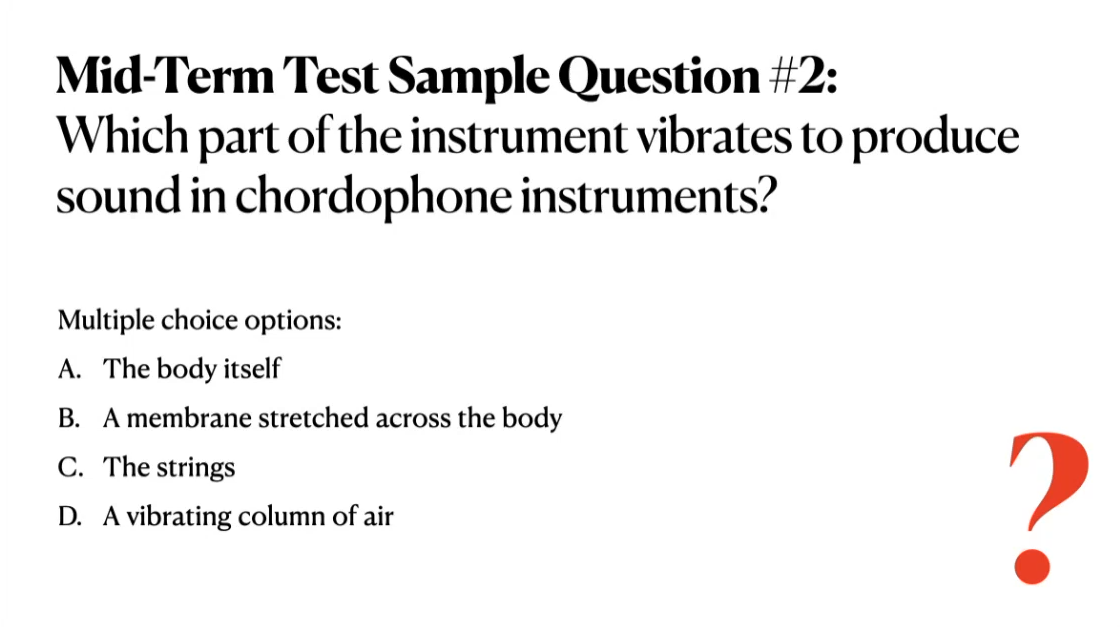 Mid-Term Test Sample Question #2:
Which part of the instrument vibrates to produce
sound in chordophone instruments?
Multiple choice options:
A. The body itself
B. A membrane stretched across the body
C. The strings
D. A vibrating column of air
?